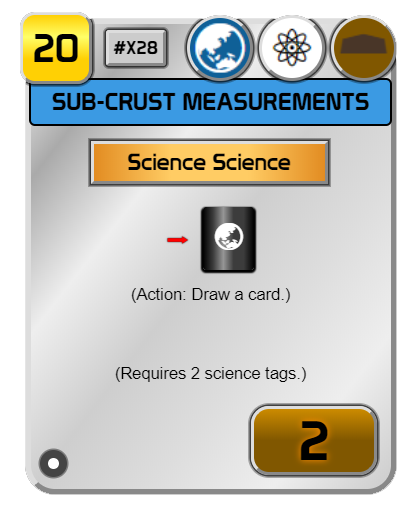 20
#X28
SUB-CRUST MEASUREMENTS
Science Science
(Action: Draw a card.)
(Requires 2 science tags.)
2